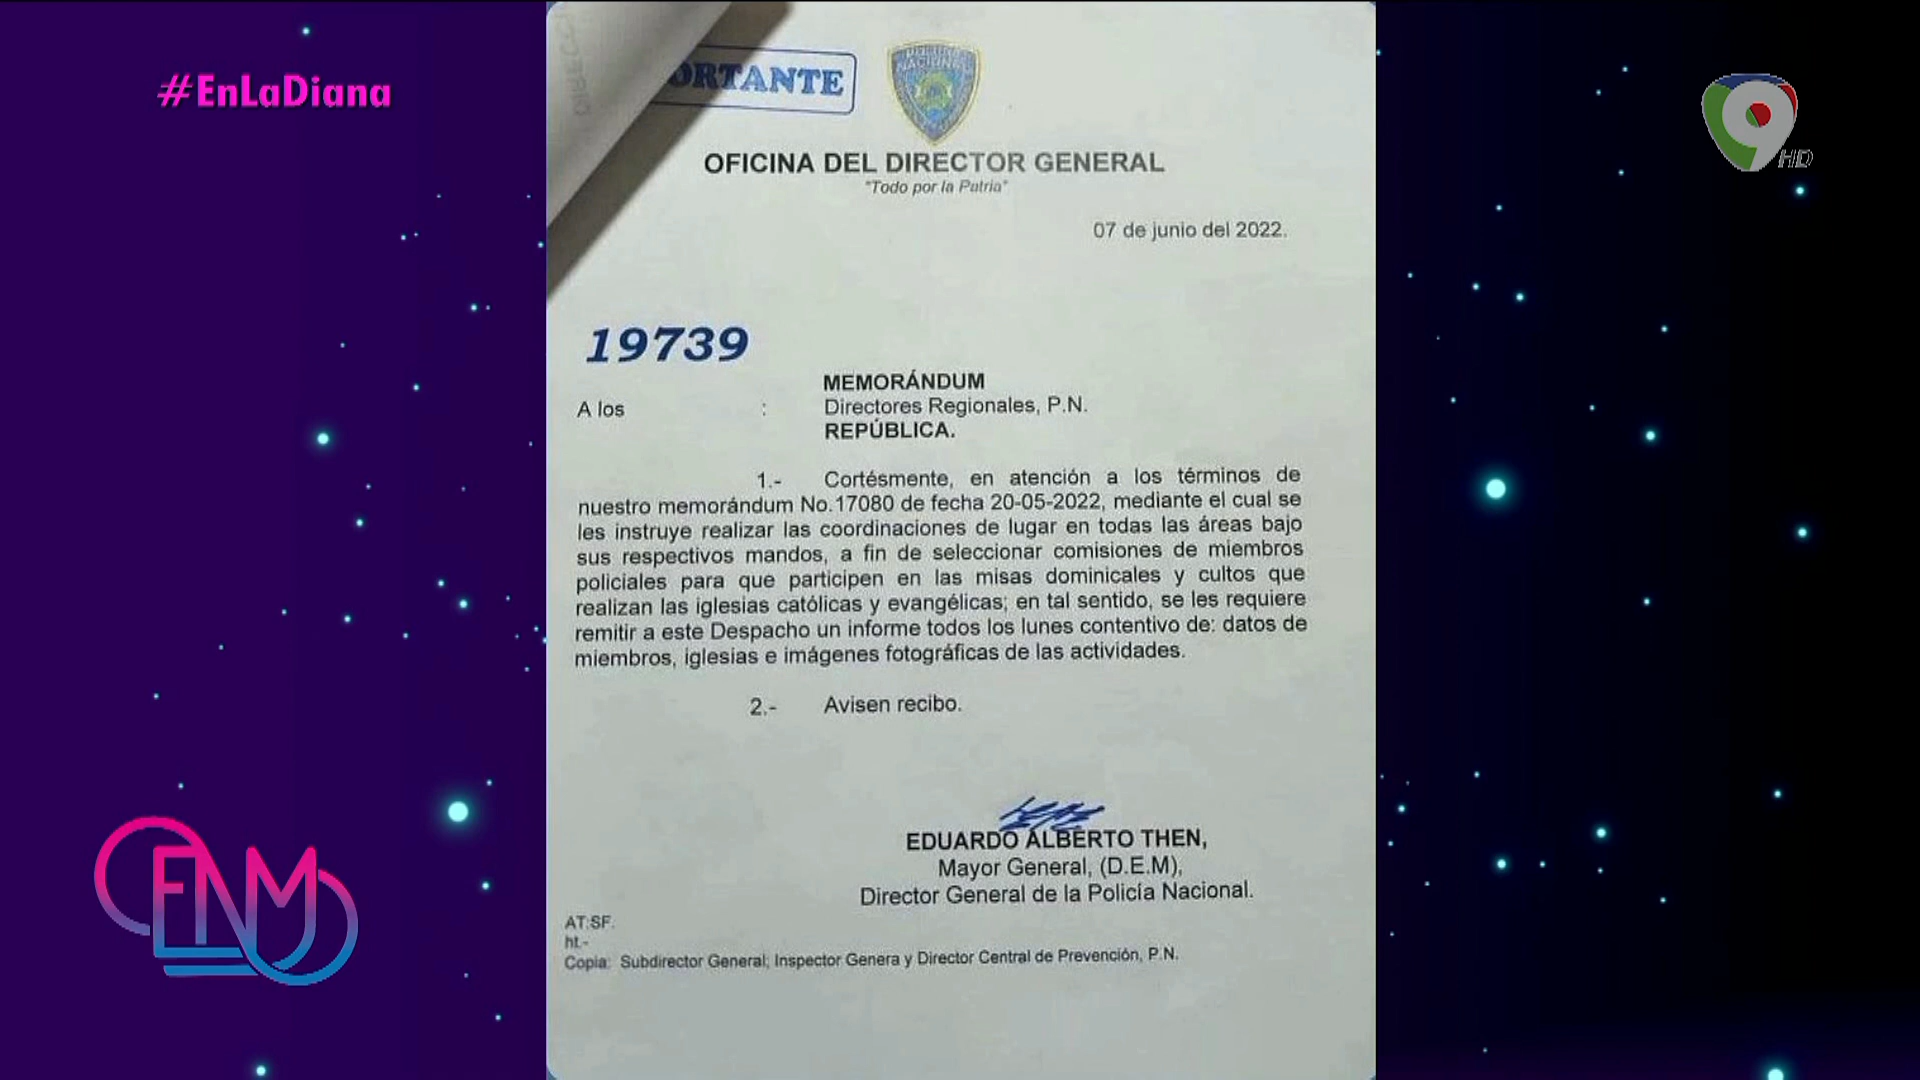 #EnLaDiana
ORTANTE
NACIONAL
HD
OFICINA DEL DIRECTOR GENERAL
"Todo por la Patria"
07 de junio del 2022.
19739
MEMORÁNDUM
A los : Directores Regionales, P.N.
REPÚBLICA.
1.- Cortésmente, en atención a los términos de
nuestro memorándum No.17080 de fecha 20-05-2022, mediante el cual se
les instruye realizar las coordinaciones de lugar en todas las áreas bajo
sus respectivos mandos, a fin de seleccionar comisiones de miembros
policiales para que participen en las misas dominicales y cultos que
realizan las iglesias católicas y evangélicas; en tal sentido, se les requiere
remitir a este Despacho un informe todos los lunes contentivo de: datos de
miembros, iglesias e imágenes fotográficas de las actividades.
2.- Avisen recibo.
EDUARDO ALBERTO THEN,
Mayor General, (D.E.M),
Director General de la Policía Nacional.
AT:SF.
ht.-
Copia: Subdirector General; Inspector Genera y Director Central de Prevención, P.N.
ENM